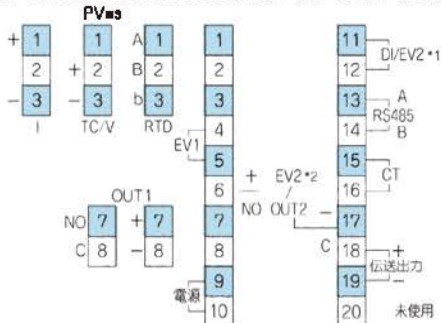 PV
+ 1 1 A 1 1 11
2 + 2 B 2 2 12 DI/EV2 *1
- 3 - 3 b 3 3 13 A
I TC/V RTD 4 14 B RS485
EV1 5 15
6 + EV2 *2 16 CT
OUT1 /
NO 7 + 7 7 NO OUT2 - 17
C 8 - 8 8 C 18 +
電源 9 19 - 伝送出力
10 20 未使用